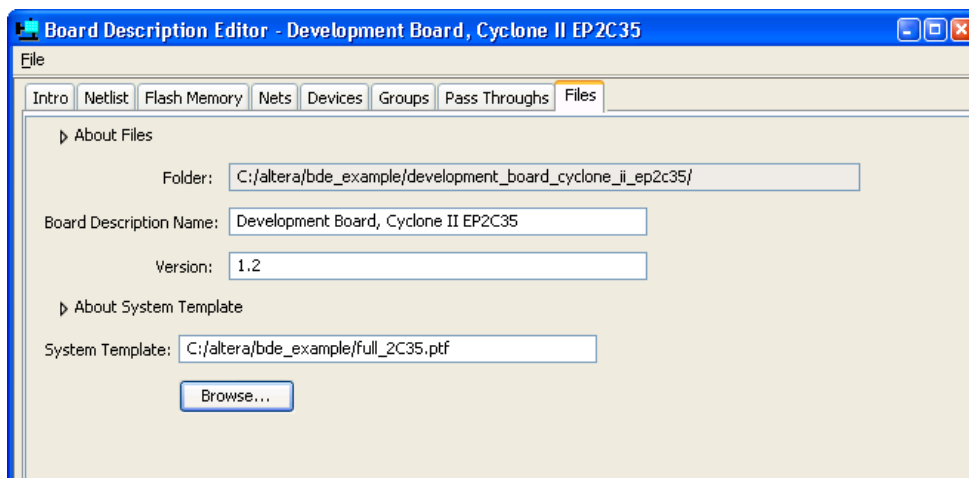 Board Description Editor - Development Board, Cyclone II EP2C35
File
Intro Netlist Flash Memory Nets Devices Groups Pass Throughs Files
About Files
Folder: C:/altera/bde_example/development_board_cyclone_ii_ep2c35/
Board Description Name: Development Board, Cyclone II EP2C35
Version: 1.2
About System Template
System Template: C:/altera/bde_example/full_2C35.ptf
Browse...